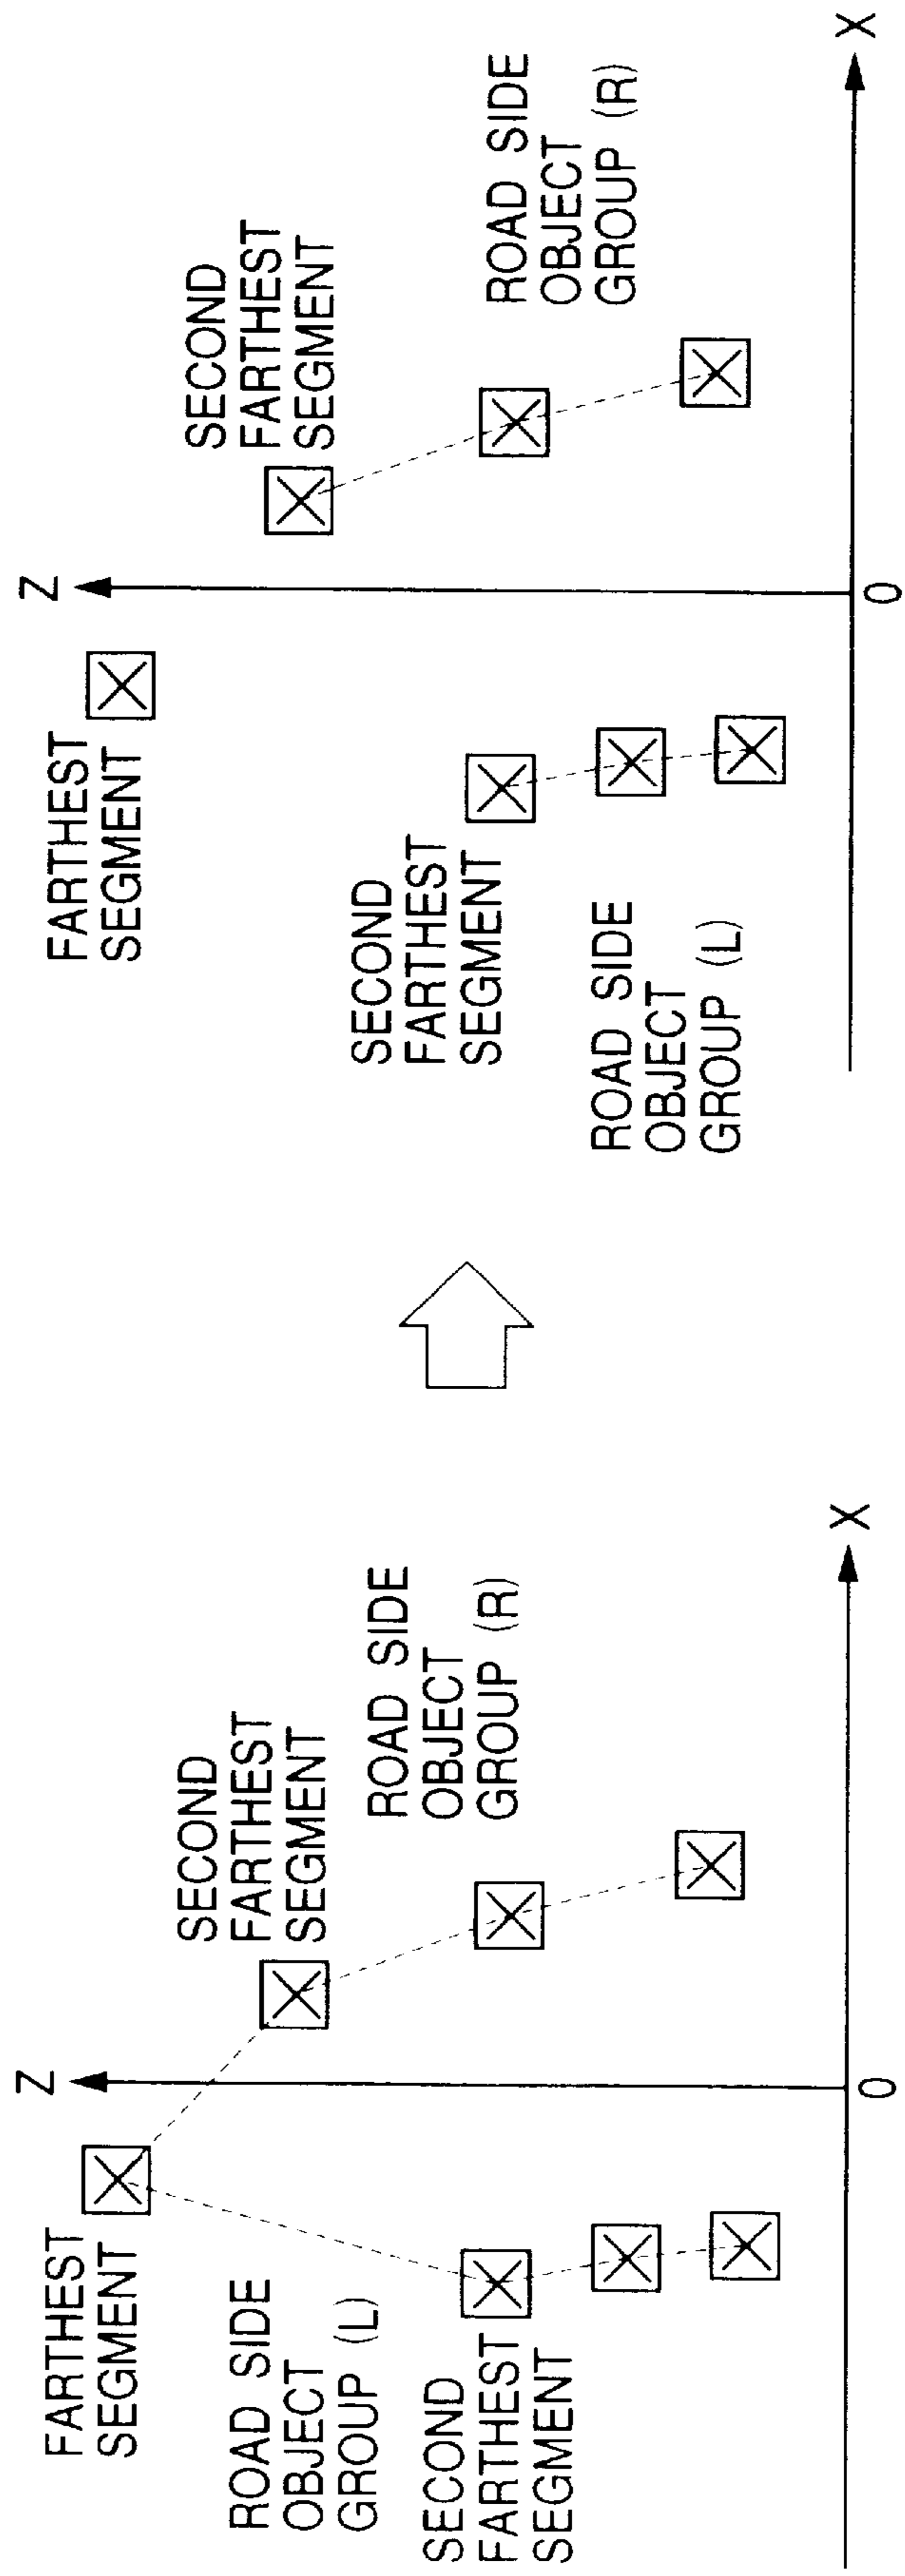 Z
FARTHEST
SEGMENT
SECOND
FARTHEST
SEGMENT
ROAD SIDE
OBJECT
GROUP (L)
ROAD SIDE
OBJECT
GROUP (R)
SECOND
FARTHEST
SEGMENT
0
X
Z
FARTHEST
SEGMENT
SECOND
FARTHEST
SEGMENT
SECOND
FARTHEST
SEGMENT
ROAD SIDE
OBJECT
GROUP (R)
ROAD SIDE
OBJECT
GROUP (L)
0
X